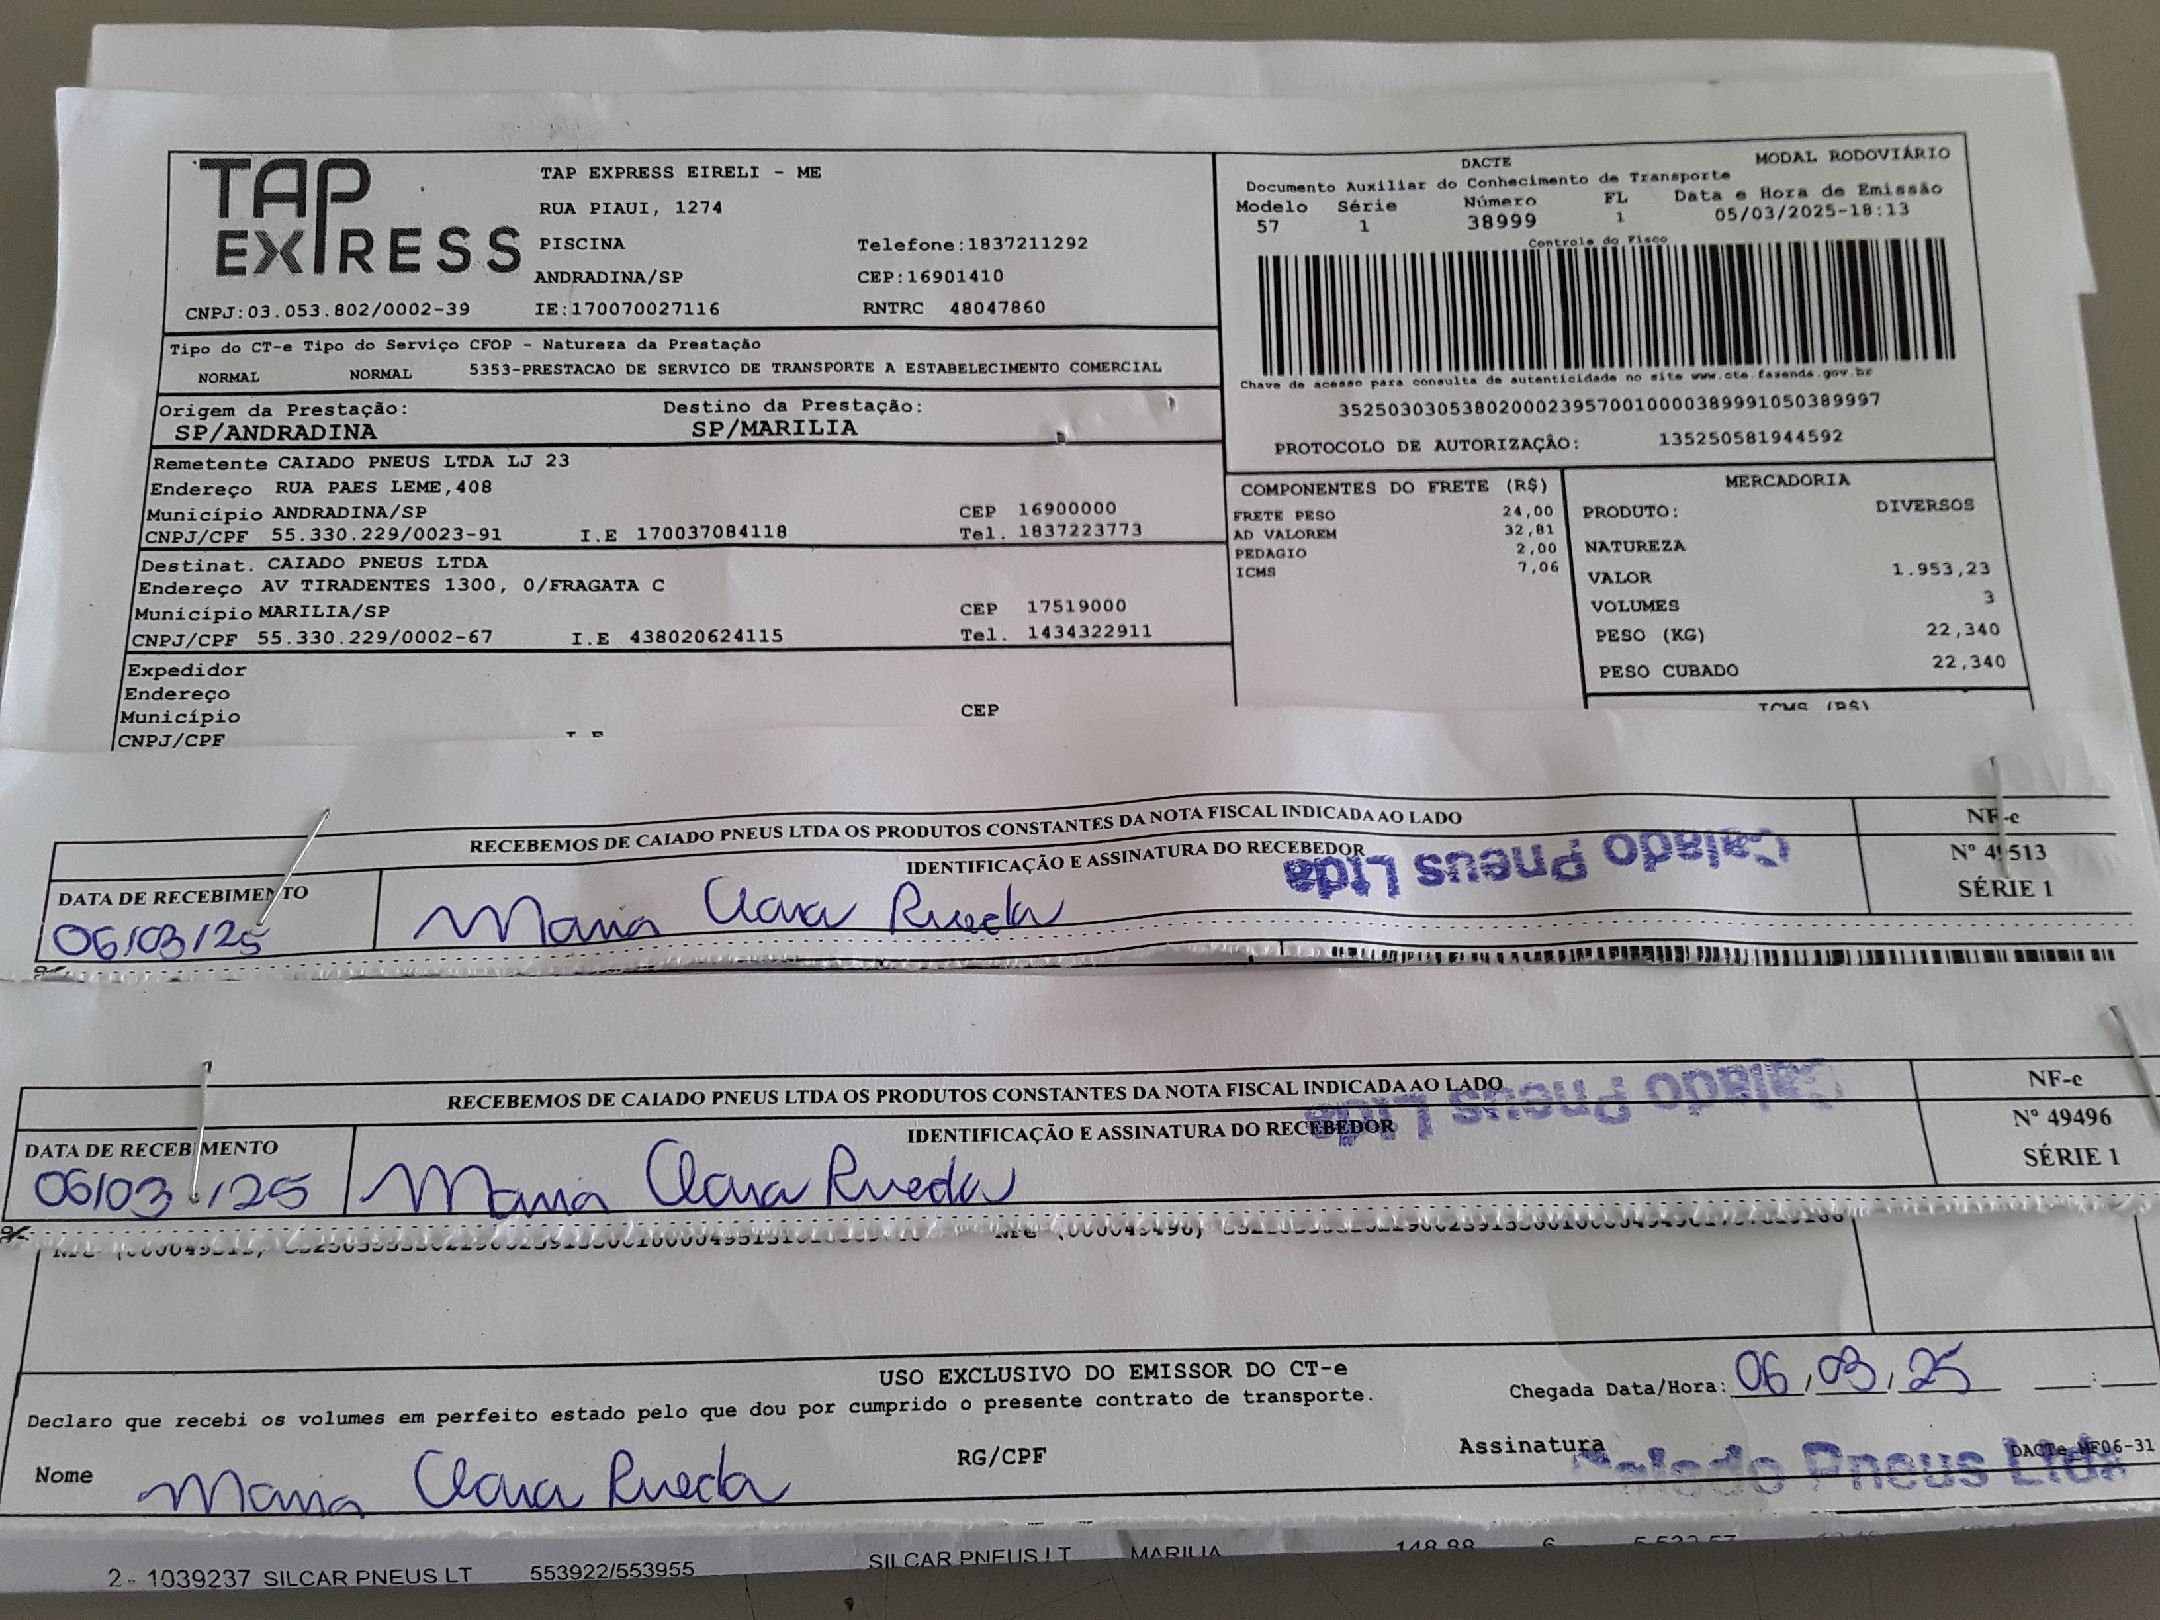 TAP EXPRESS
TAP EXPRESS EIRELI - ME
RUA PIAUI, 1274
PISCINA Telefone:1837211292
ANDRADINA/SP CEP:16901410
CNPJ:03.053.802/0002-39 IE:170070027116 RNTRC 48047860
DACTE MODAL RODOVIÁRIO
Documento Auxiliar do Conhecimento de Transporte
Modelo Série Número FL Data e Hora de Emissão
57 1 38999 1 05/03/2025-18:13
Controle do Fisco
Chave de acesso para consulta de autenticidade no site www.cte.fazenda.gov.br
35250303053802000239570010000389991050389997
PROTOCOLO DE AUTORIZAÇÃO: 135250581944592
Tipo do CT-e Tipo do Serviço CFOP - Natureza da Prestação
NORMAL NORMAL 5353-PRESTACAO DE SERVICO DE TRANSPORTE A ESTABELECIMENTO COMERCIAL
Origem da Prestação: Destino da Prestação:
SP/ANDRADINA SP/MARILIA
Remetente CAIADO PNEUS LTDA LJ 23
Endereço RUA PAES LEME,408
Município ANDRADINA/SP CEP 16900000
CNPJ/CPF 55.330.229/0023-91 I.E 170037084118 Tel. 1837223773
Destinat. CAIADO PNEUS LTDA
Endereço AV TIRADENTES 1300, 0/FRAGATA C
Município MARILIA/SP CEP 17519000
CNPJ/CPF 55.330.229/0002-67 I.E 438020624115 Tel. 1434322911
Expedidor
Endereço
Município CEP
CNPJ/CPF
COMPONENTES DO FRETE (R$)
FRETE PESO 24,00
AD VALOREM 32,81
PEDAGIO 2,00
ICMS 7,06
MERCADORIA
PRODUTO: DIVERSOS
NATUREZA
VALOR 1.953,23
VOLUMES 3
PESO (KG) 22,340
PESO CUBADO 22,340
ICMS (R$)
RECEBEMOS DE CAIADO PNEUS LTDA OS PRODUTOS CONSTANTES DA NOTA FISCAL INDICADA AO LADO
IDENTIFICAÇÃO E ASSINATURA DO RECEBEDOR
Caiado Pneus Ltda
NF-e
Nº 49513
SÉRIE 1
DATA DE RECEBIMENTO
06/03/25 Maria Clara Rueda
RECEBEMOS DE CAIADO PNEUS LTDA OS PRODUTOS CONSTANTES DA NOTA FISCAL INDICADA AO LADO
IDENTIFICAÇÃO E ASSINATURA DO RECEBEDOR
Caiado Pneus Ltda
NF-e
Nº 49496
SÉRIE 1
DATA DE RECEBIMENTO
06/03/25 Maria Clara Rueda
USO EXCLUSIVO DO EMISSOR DO CT-e
Declaro que recebi os volumes em perfeito estado pelo que dou por cumprido o presente contrato de transporte.
Chegada Data/Hora: 06/03/25
Nome Maria Clara Rueda RG/CPF Assinatura
DACTe MF06-31
Caiado Pneus Ltda
2 - 1039237 SILCAR PNEUS LT 553922/553955 SILCAR PNEUS LT MARILIA 148,98 6